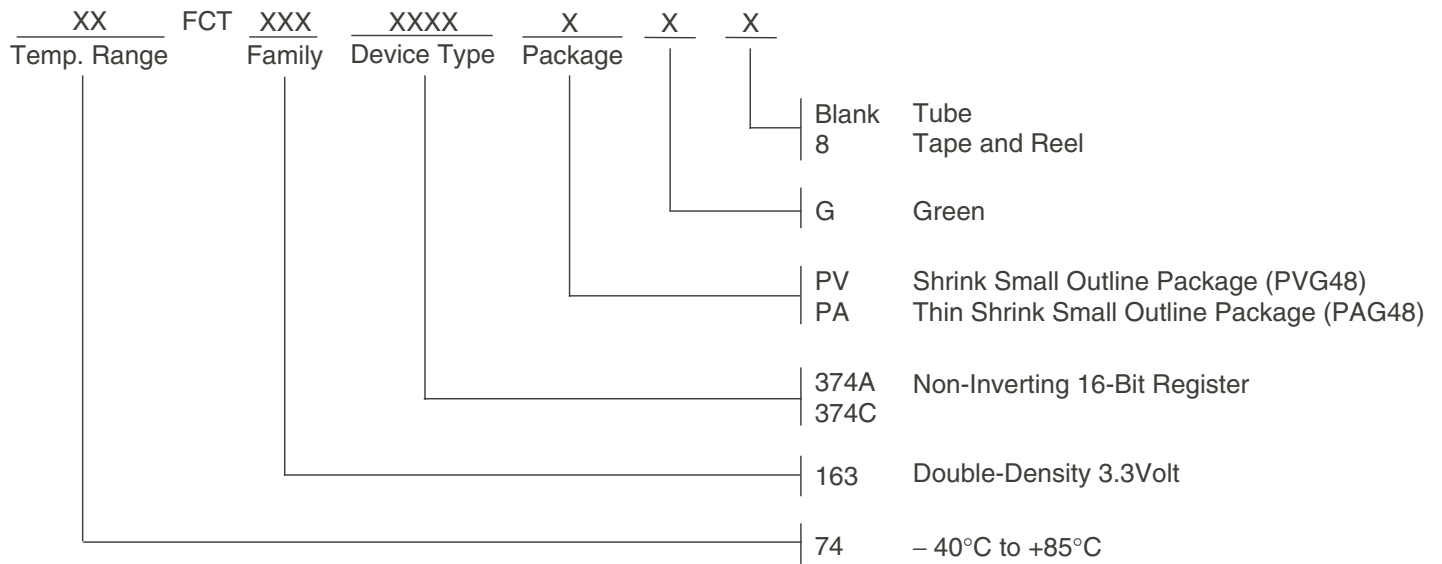 XX FCT XXX XXXX X X X
Temp. Range Family Device Type Package
Blank Tube
8 Tape and Reel
G Green
PV Shrink Small Outline Package (PVG48)
PA Thin Shrink Small Outline Package (PAG48)
374A Non-Inverting 16-Bit Register
374C
163 Double-Density 3.3Volt
74 – 40°C to +85°C